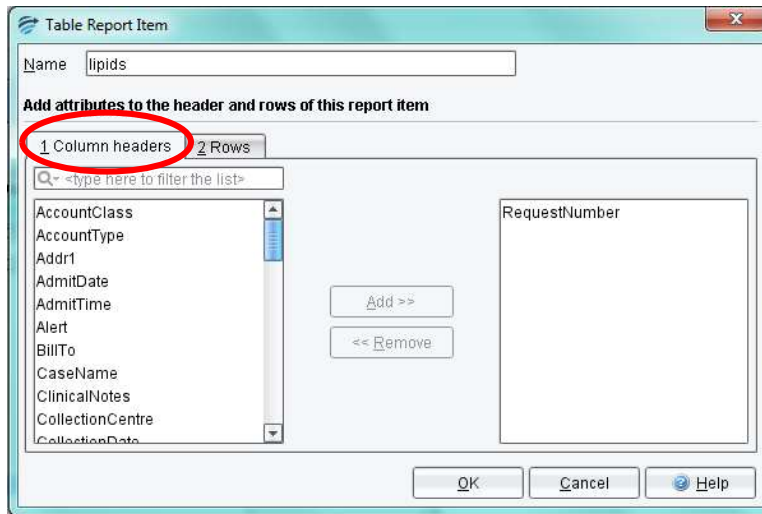 Table Report Item
Name lipids
Add attributes to the header and rows of this report item
1 Column headers 2 Rows
<type here to filter the list>
AccountClass
AccountType
Addr1
AdmitDate
AdmitTime
Alert
BillTo
CaseName
ClinicalNotes
CollectionCentre
CollectionDate
Add >>
<< Remove
RequestNumber
OK Cancel Help